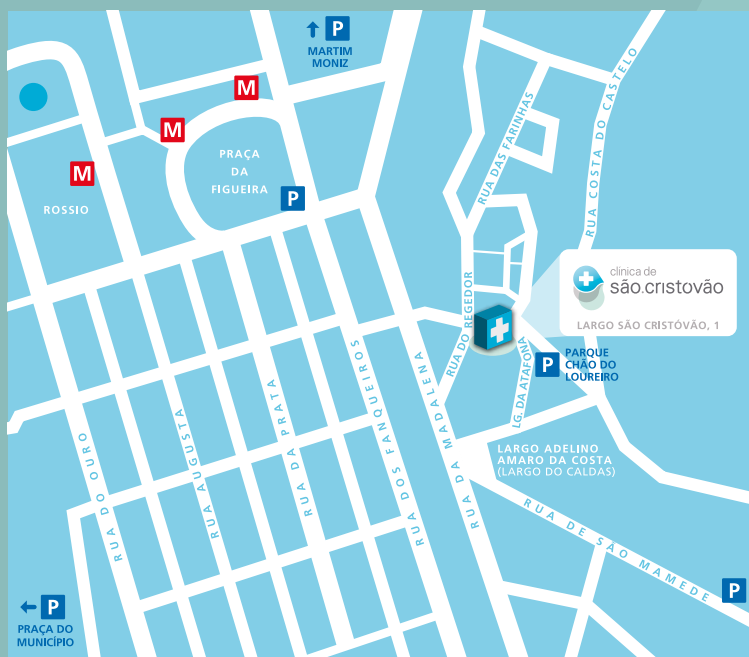 P
MARTIM
MONIZ
M
M
M
PRAÇA
DA
FIGUEIRA
P
ROSSIO
RUA DAS FARINHAS
RUA COSTA DO CASTELO
clínica de
são.cristovão
LARGO SÃO CRISTÓVÃO, 1
RUA DO REGEDOR
P
PARQUE
CHÃO DO
LOUREIRO
LG. DA ATAFONA
RUA DO OURO
RUA AUGUSTA
RUA DA PRATA
RUA DOS FANQUEIROS
RUA DA MADALENA
LARGO ADELINO
AMARO DA COSTA
(LARGO DO CALDAS)
RUA DE SÃO MAMEDE
P
P
PRAÇA DO
MUNICÍPIO